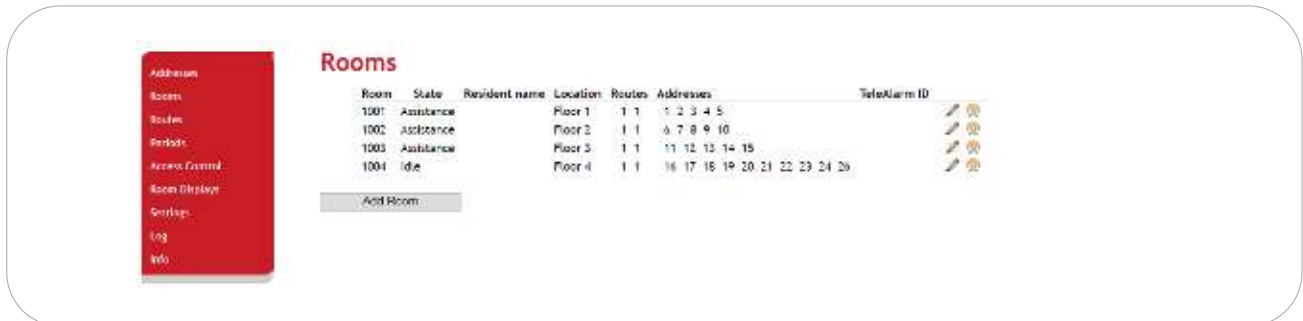 Addresses
Rooms
Routes
Periods
Access Control
Room Displays
Settings
Log
Info
Rooms
Room State Resident name Location Routes Addresses TeleAlarm ID
1001 Assistance Floor 1 1 1 1 2 3 4 5
1002 Assistance Floor 2 1 1 6 7 8 9 10
1003 Assistance Floor 3 1 1 11 12 13 14 15
1004 Idle Floor 4 1 1 16 17 18 19 20 21 22 23 24 26
Add Room